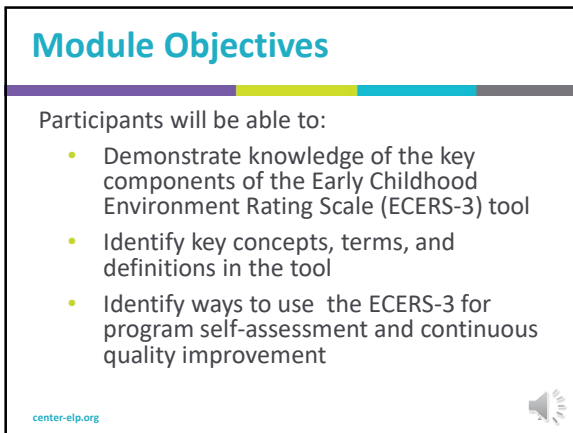 Module Objectives
Participants will be able to:
• Demonstrate knowledge of the key
components of the Early Childhood
Environment Rating Scale (ECERS-3) tool
• Identify key concepts, terms, and
definitions in the tool
• Identify ways to use  the ECERS-3 for
program self-assessment and continuous
quality improvement
center-elp.org